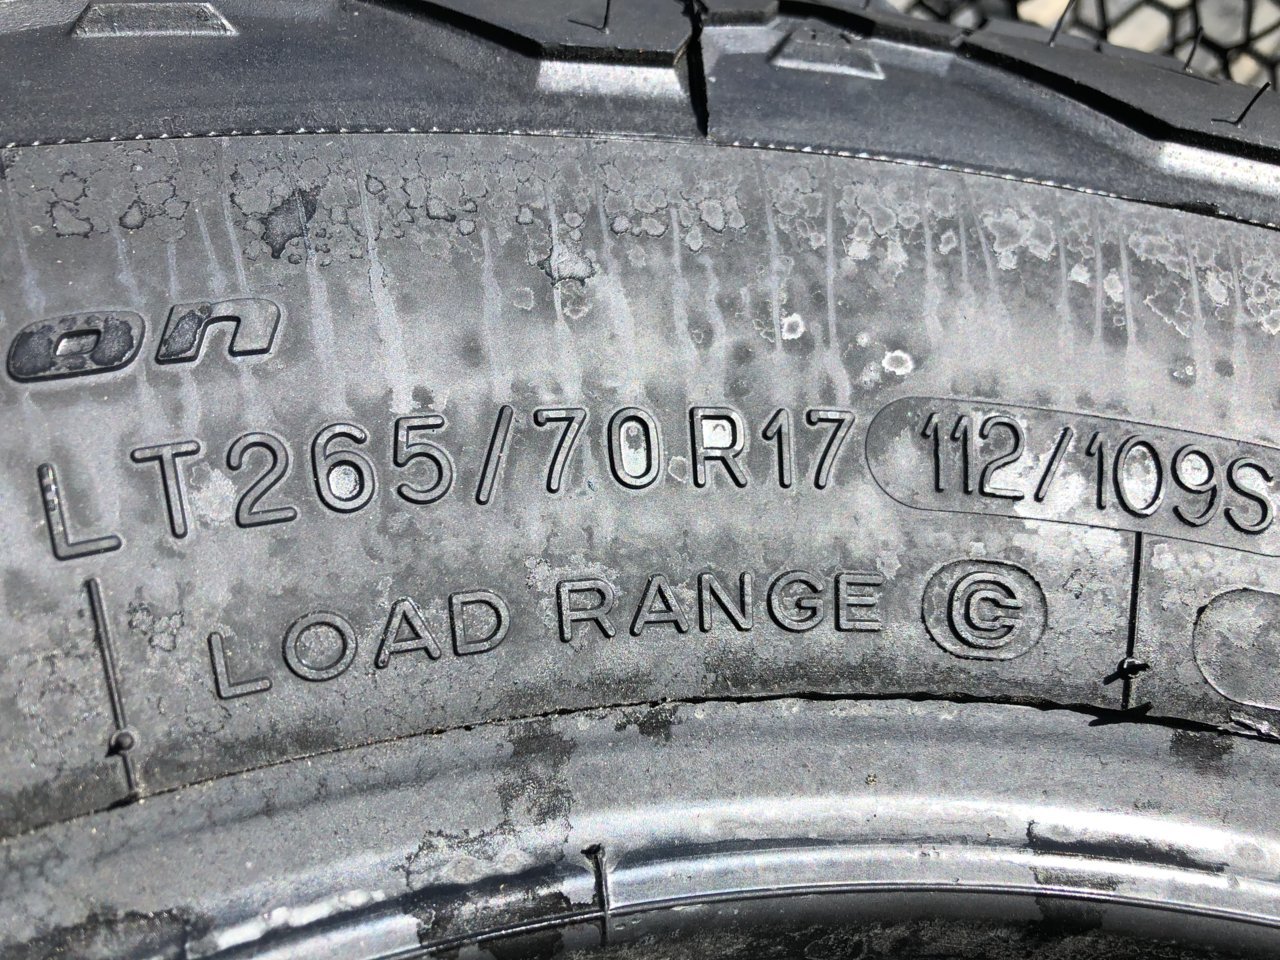 on
LT265/70R17 112/109S
LOAD RANGE C